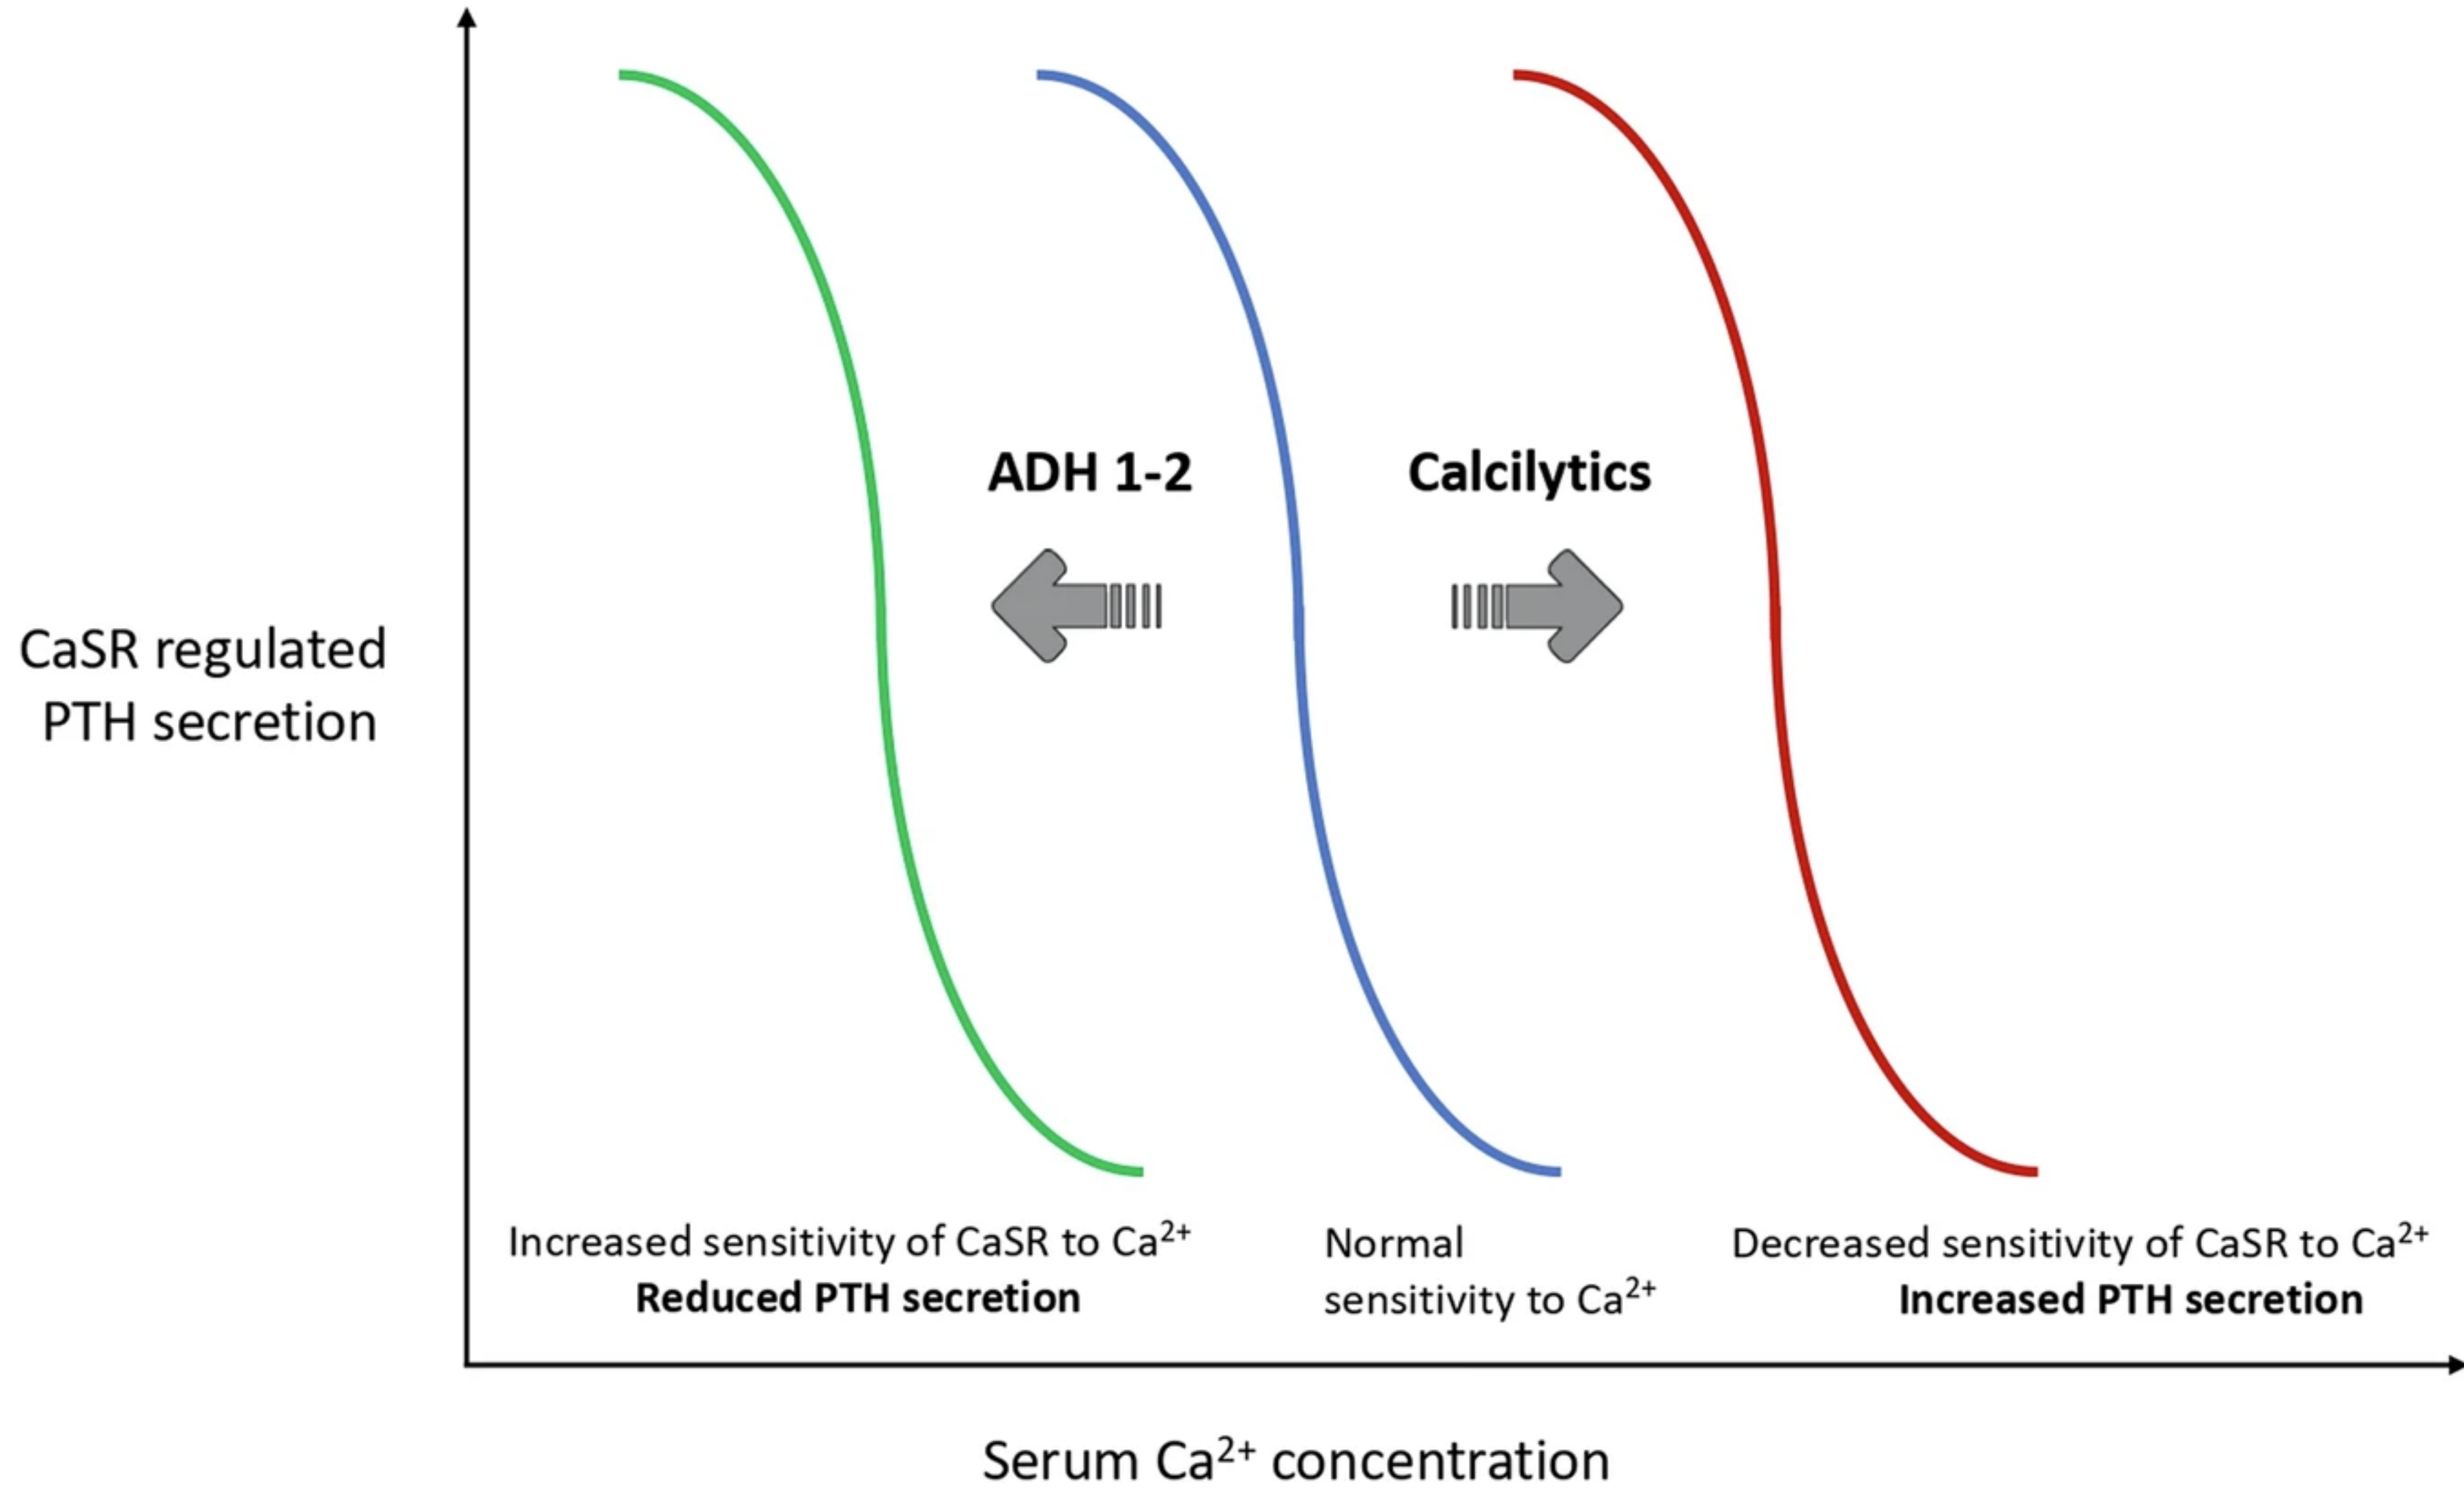 ADH 1-2
Calcilytics
CaSR regulated
PTH secretion
Increased sensitivity of CaSR to Ca²⁺
Reduced PTH secretion
Normal
sensitivity to Ca²⁺
Decreased sensitivity of CaSR to Ca²⁺
Increased PTH secretion
Serum Ca²⁺ concentration